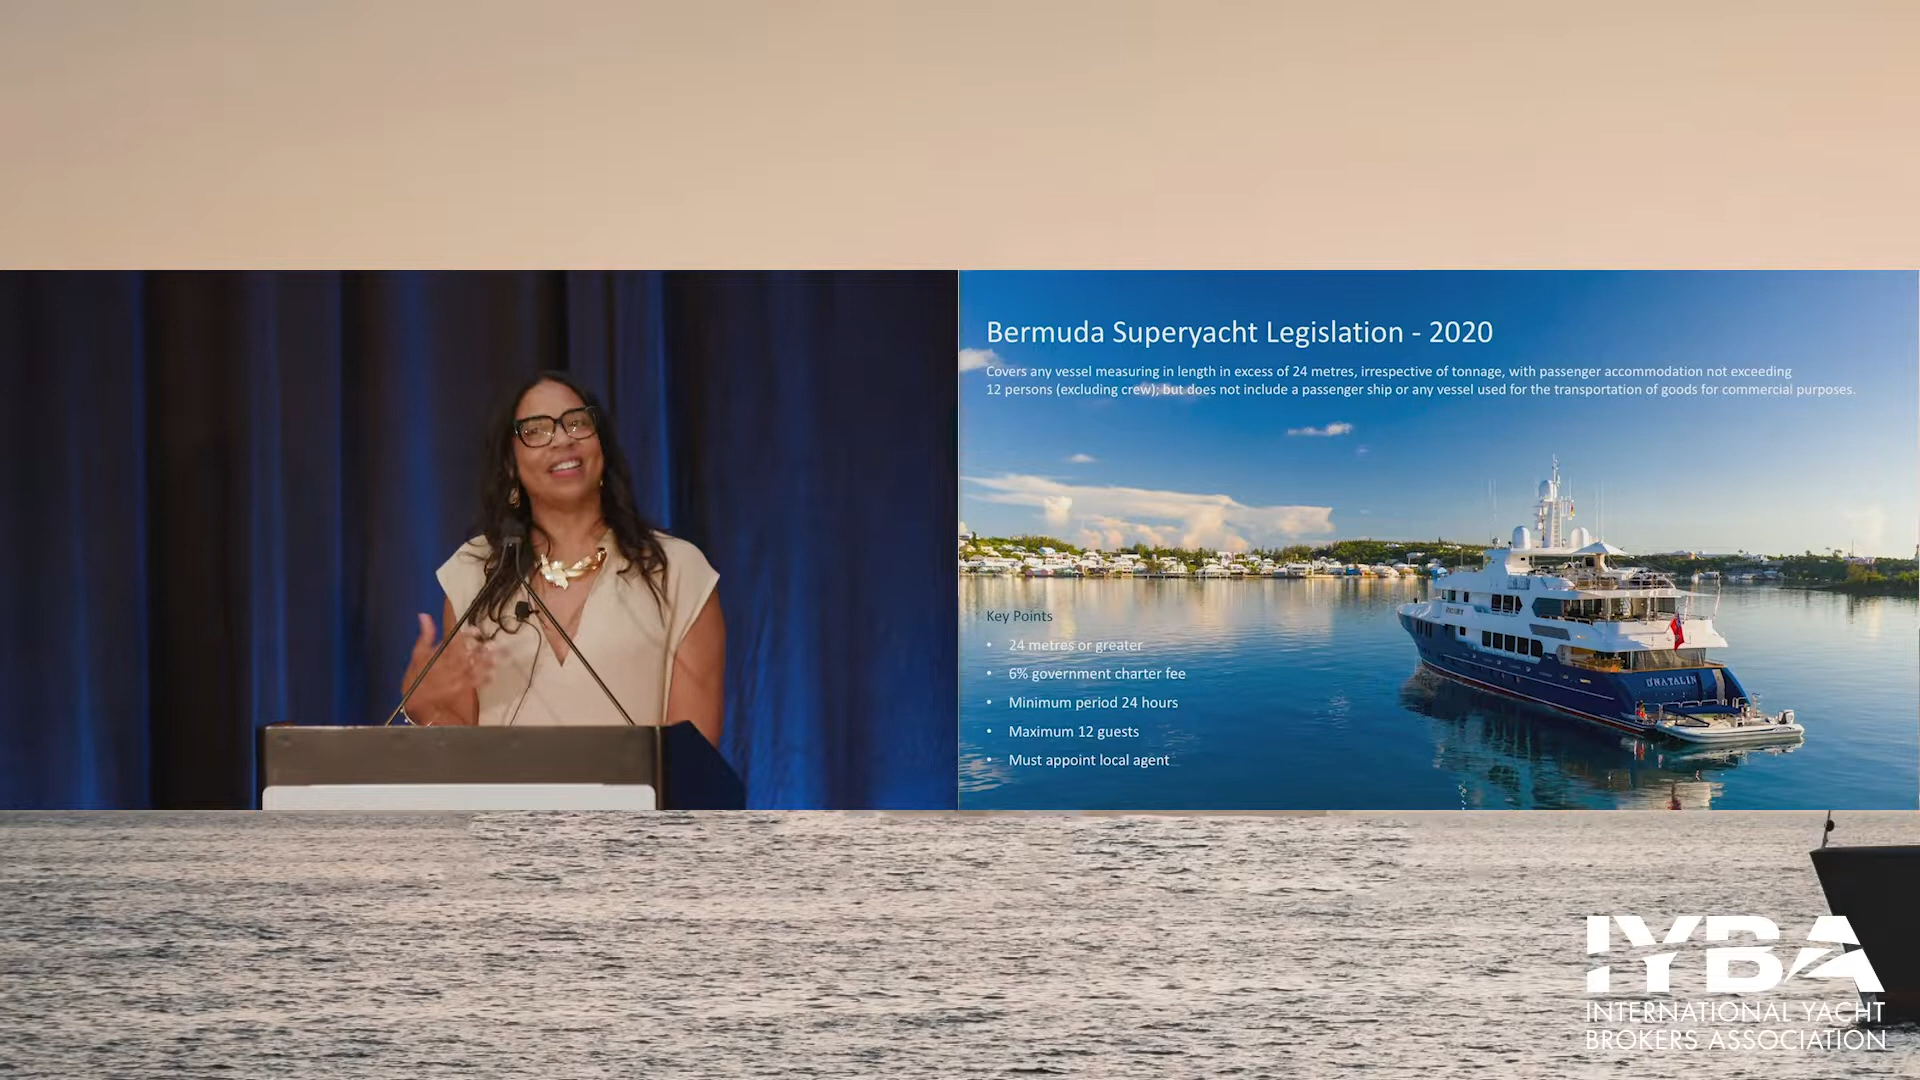 Bermuda Superyacht Legislation - 2020
Covers any vessel measuring in length in excess of 24 metres, irrespective of tonnage, with passenger accommodation not exceeding
12 persons (excluding crew); but does not include a passenger ship or any vessel used for the transportation of goods for commercial purposes.
Key Points
• 24 metres or greater
• 6% government charter fee
• Minimum period 24 hours
• Maximum 12 guests
• Must appoint local agent
D'NATALIN
IYBA
INTERNATIONAL YACHT
BROKERS ASSOCIATION